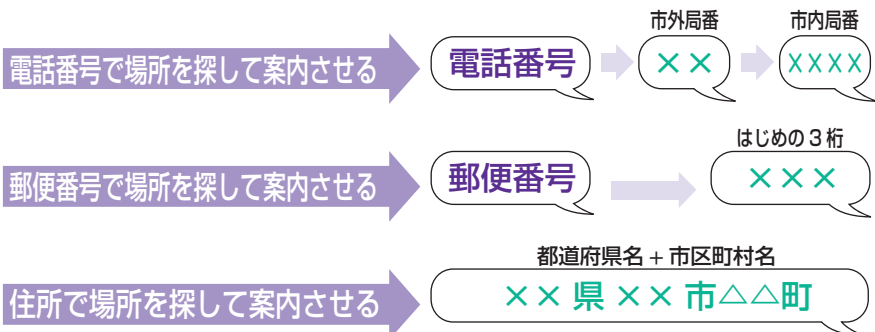 市外局番 市内局番
電話番号で場所を探して案内させる 電話番号 ×× ××××
はじめの3桁
郵便番号で場所を探して案内させる 郵便番号 ×××
都道府県名+市区町村名
住所で場所を探して案内させる ××県××市△△町